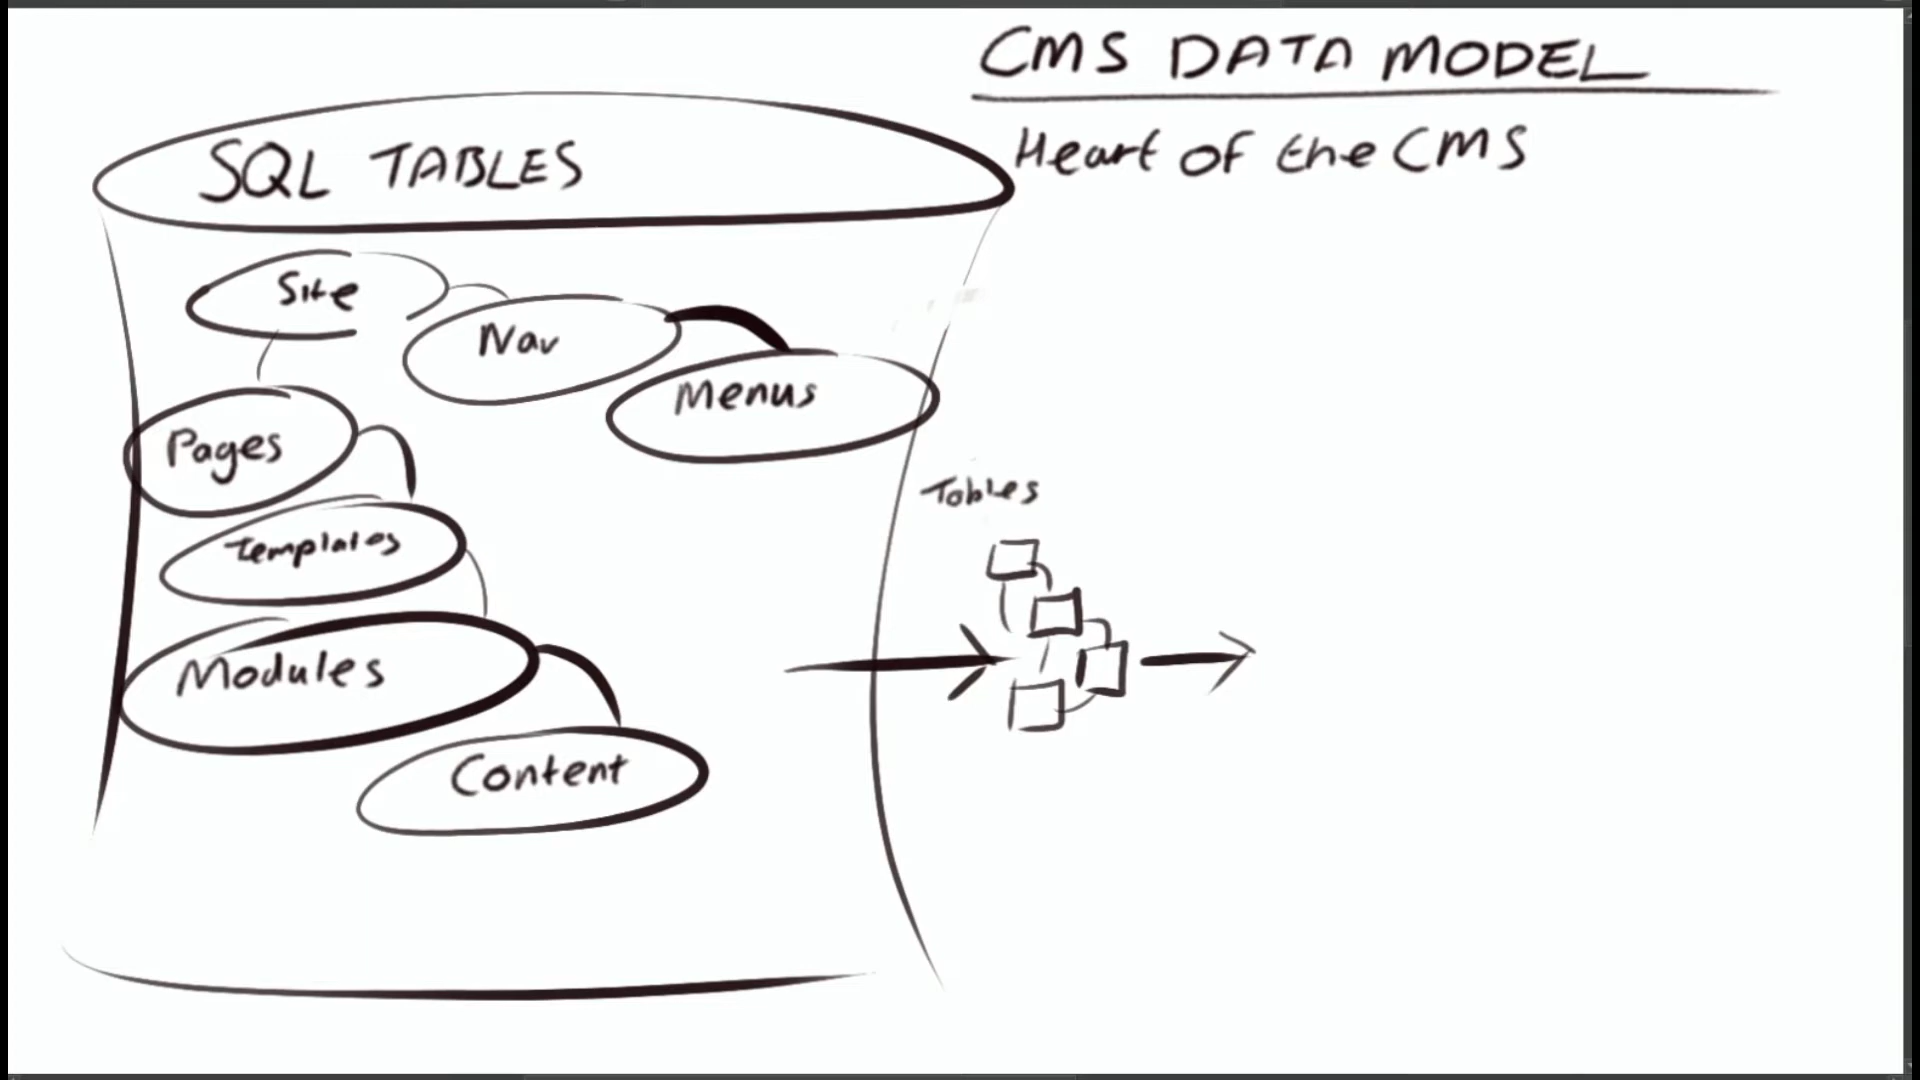 CMS DATA MODEL
Heart of the CMS
SQL TABLES
Site
Nav
Menus
Pages
Templates
Modules
Content
Tables